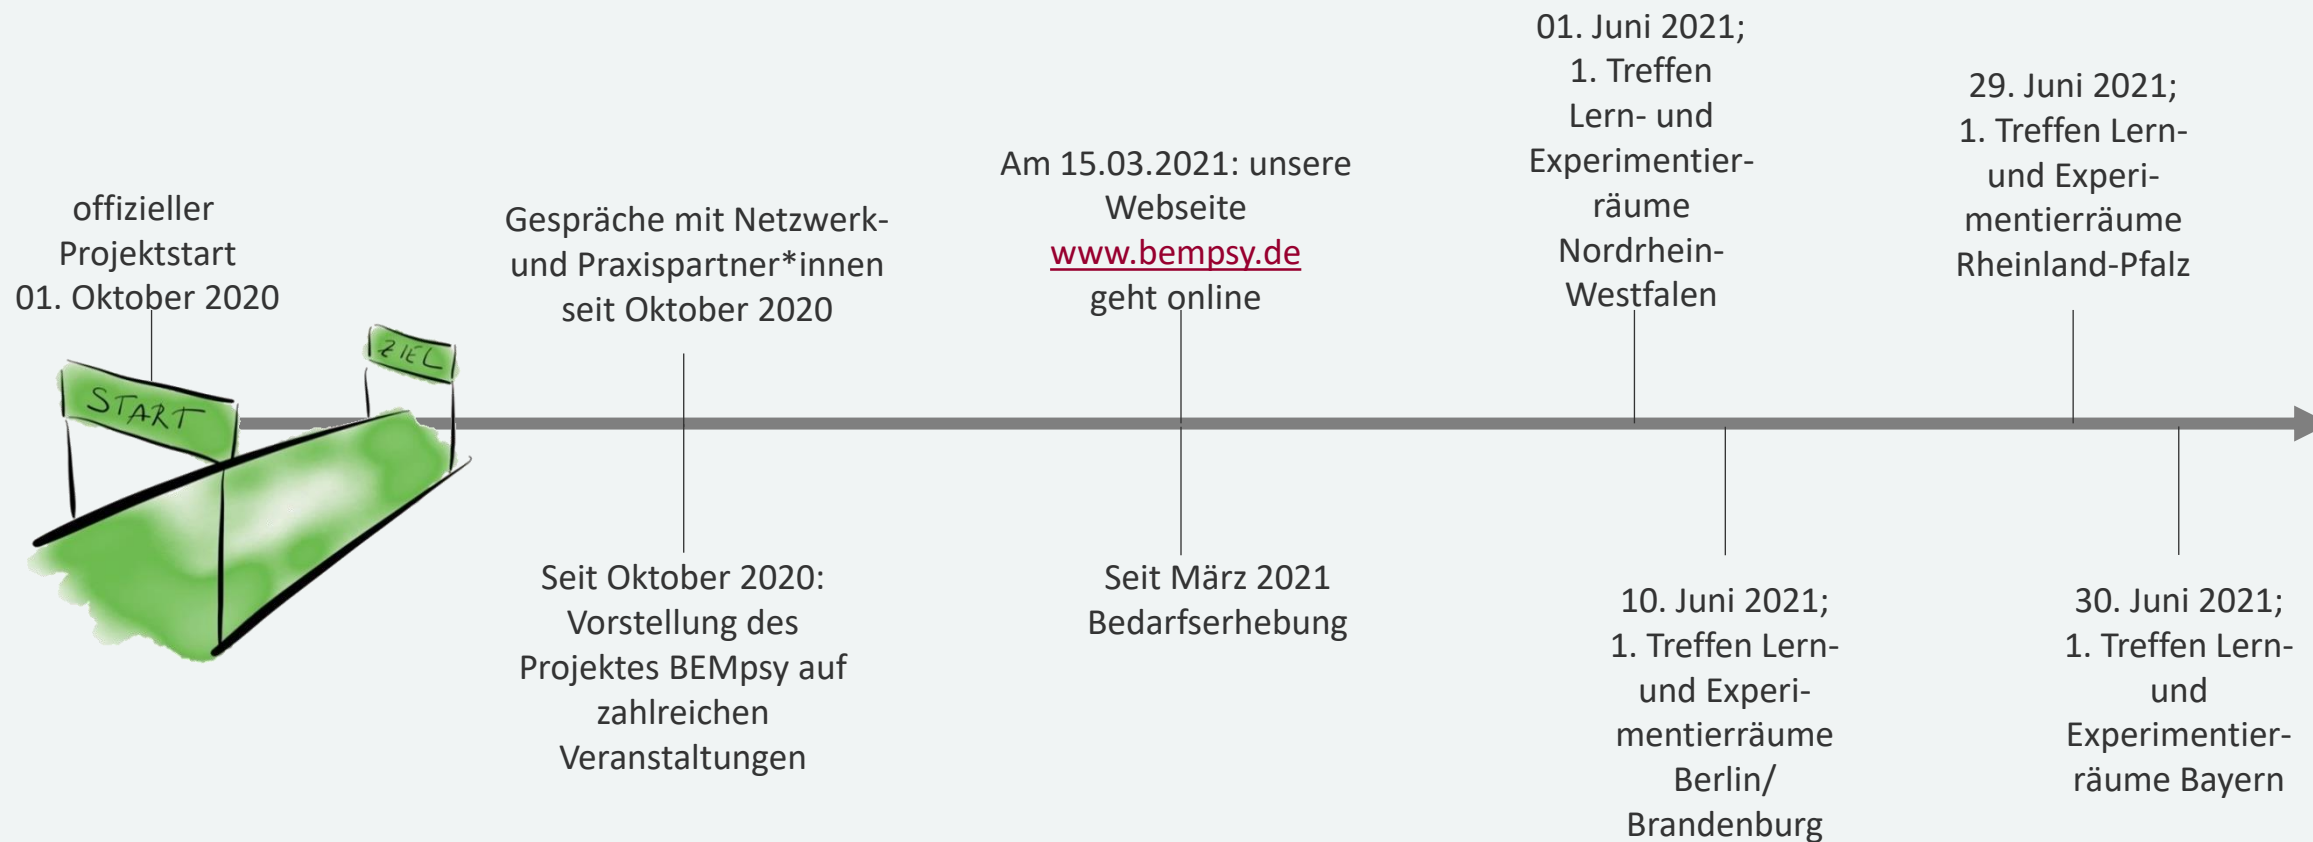 offizieller
Projektstart
01. Oktober 2020
START
ZIEL
Gespräche mit Netzwerk-
und Praxispartner*innen
seit Oktober 2020
Seit Oktober 2020:
Vorstellung des
Projektes BEMpsy auf
zahlreichen
Veranstaltungen
Am 15.03.2021: unsere
Webseite
www.bempsy.de
geht online
Seit März 2021
Bedarfserhebung
01. Juni 2021;
1. Treffen
Lern- und
Experimentier-
räume
Nordrhein-
Westfalen
10. Juni 2021;
1. Treffen Lern-
und Experi-
mentierräume
Berlin/
Brandenburg
29. Juni 2021;
1. Treffen Lern-
und Experi-
mentierräume
Rheinland-Pfalz
30. Juni 2021;
1. Treffen Lern-
und
Experimentier-
räume Bayern